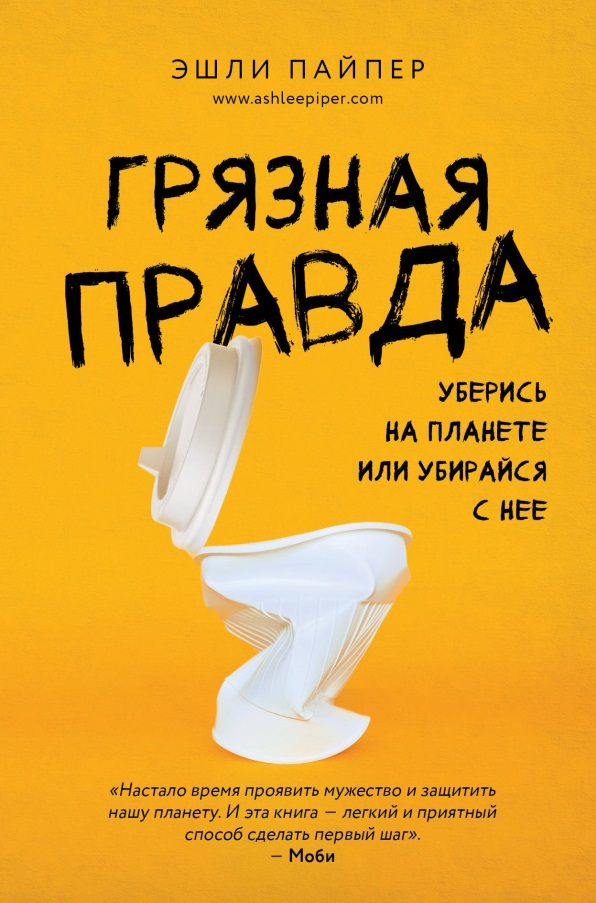 ЭШЛИ ПАЙПЕР
www.ashleepiper.com
ГРЯЗНАЯ
ПРАВДА
УБЕРИСЬ
НА ПЛАНЕТЕ
ИЛИ УБИРАЙСЯ
С НЕЕ
«Настало время проявить мужество и защитить
нашу планету. И эта книга – легкий и приятный
способ сделать первый шаг».
– Моби